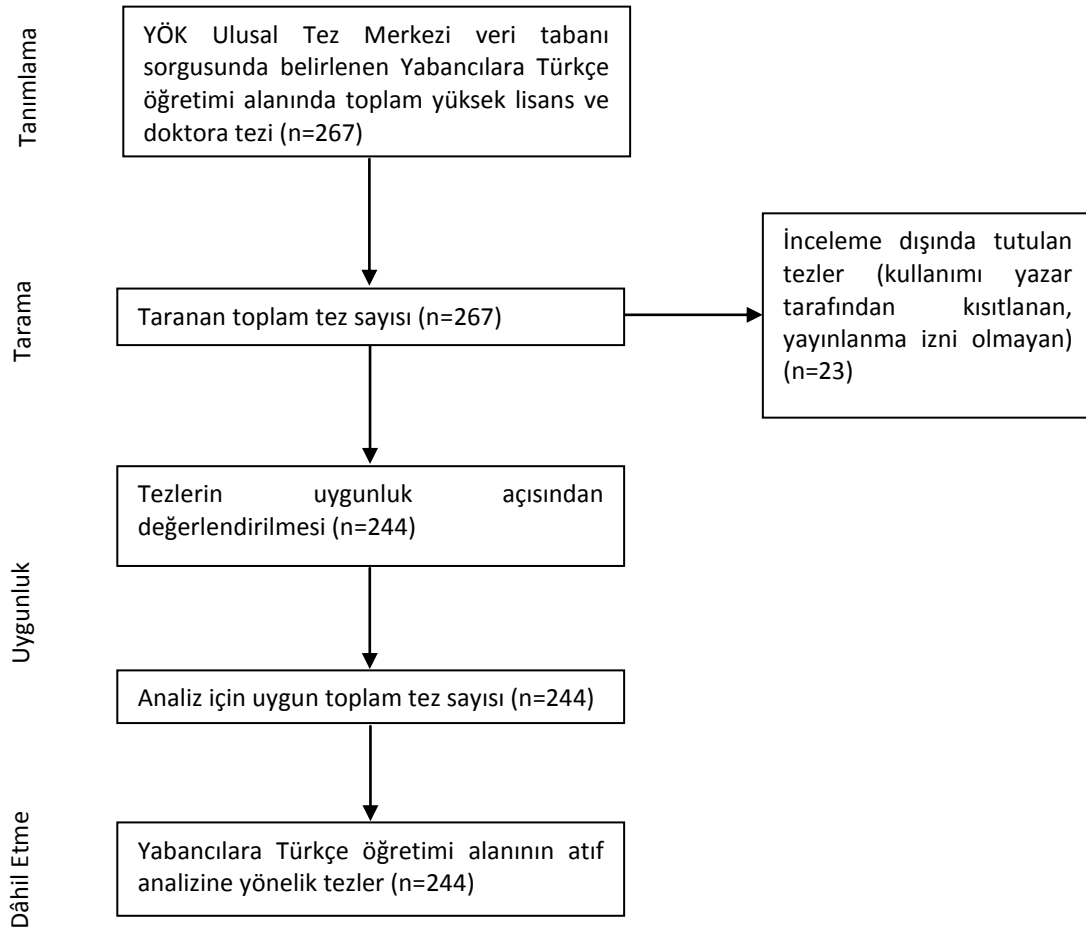 Tanımlama
YÖK Ulusal Tez Merkezi veri tabanı
sorgusunda belirlenen Yabancılara Türkçe
öğretimi alanında toplam yüksek lisans ve
doktora tezi (n=267)
Tarama
Taranan toplam tez sayısı (n=267)
İnceleme dışında tutulan
tezler (kullanımı yazar
tarafından kısıtlanan,
yayınlanma izni olmayan)
(n=23)
Uygunluk
Tezlerin uygunluk açısından
değerlendirilmesi (n=244)
Analiz için uygun toplam tez sayısı (n=244)
Dâhil Etme
Yabancılara Türkçe öğretimi alanının atıf
analizine yönelik tezler (n=244)